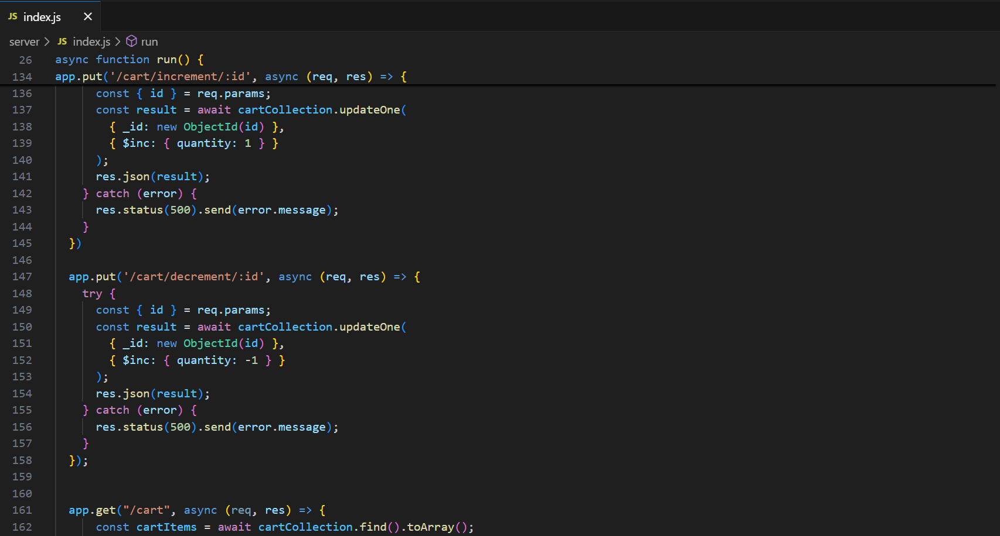 JS index.js
server > JS index.js > run
26 async function run() {
134 app.put('/cart/increment/:id', async (req, res) => {
136 const { id } = req.params;
137 const result = await cartCollection.updateOne(
138 { _id: new ObjectId(id) },
139 { $inc: { quantity: 1 } }
140 );
141 res.json(result);
142 } catch (error) {
143 res.status(500).send(error.message);
144 }
145 })
146
147 app.put('/cart/decrement/:id', async (req, res) => {
148 try {
149 const { id } = req.params;
150 const result = await cartCollection.updateOne(
151 { _id: new ObjectId(id) },
152 { $inc: { quantity: -1 } }
153 );
154 res.json(result);
155 } catch (error) {
156 res.status(500).send(error.message);
157 }
158 });
159
160
161 app.get("/cart", async (req, res) => {
162 const cartItems = await cartCollection.find().toArray();